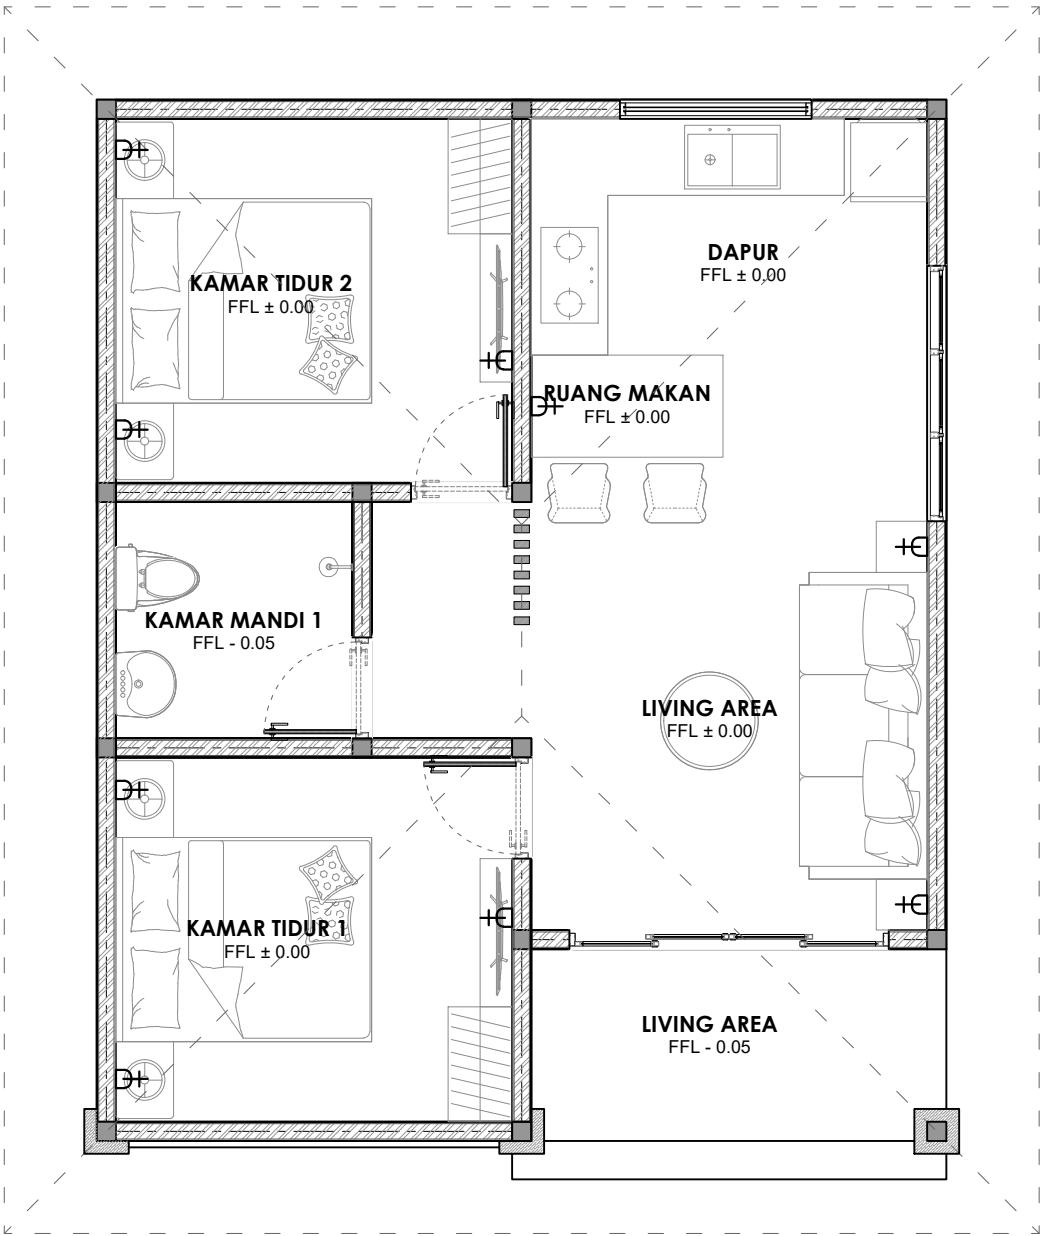 DAPUR
FFL ± 0.00
KAMAR TIDUR 2
FFL ± 0.00
RUANG MAKAN
FFL ± 0.00
KAMAR MANDI 1
FFL - 0.05
LIVING AREA
FFL ± 0.00
KAMAR TIDUR 1
FFL ± 0.00
LIVING AREA
FFL - 0.05